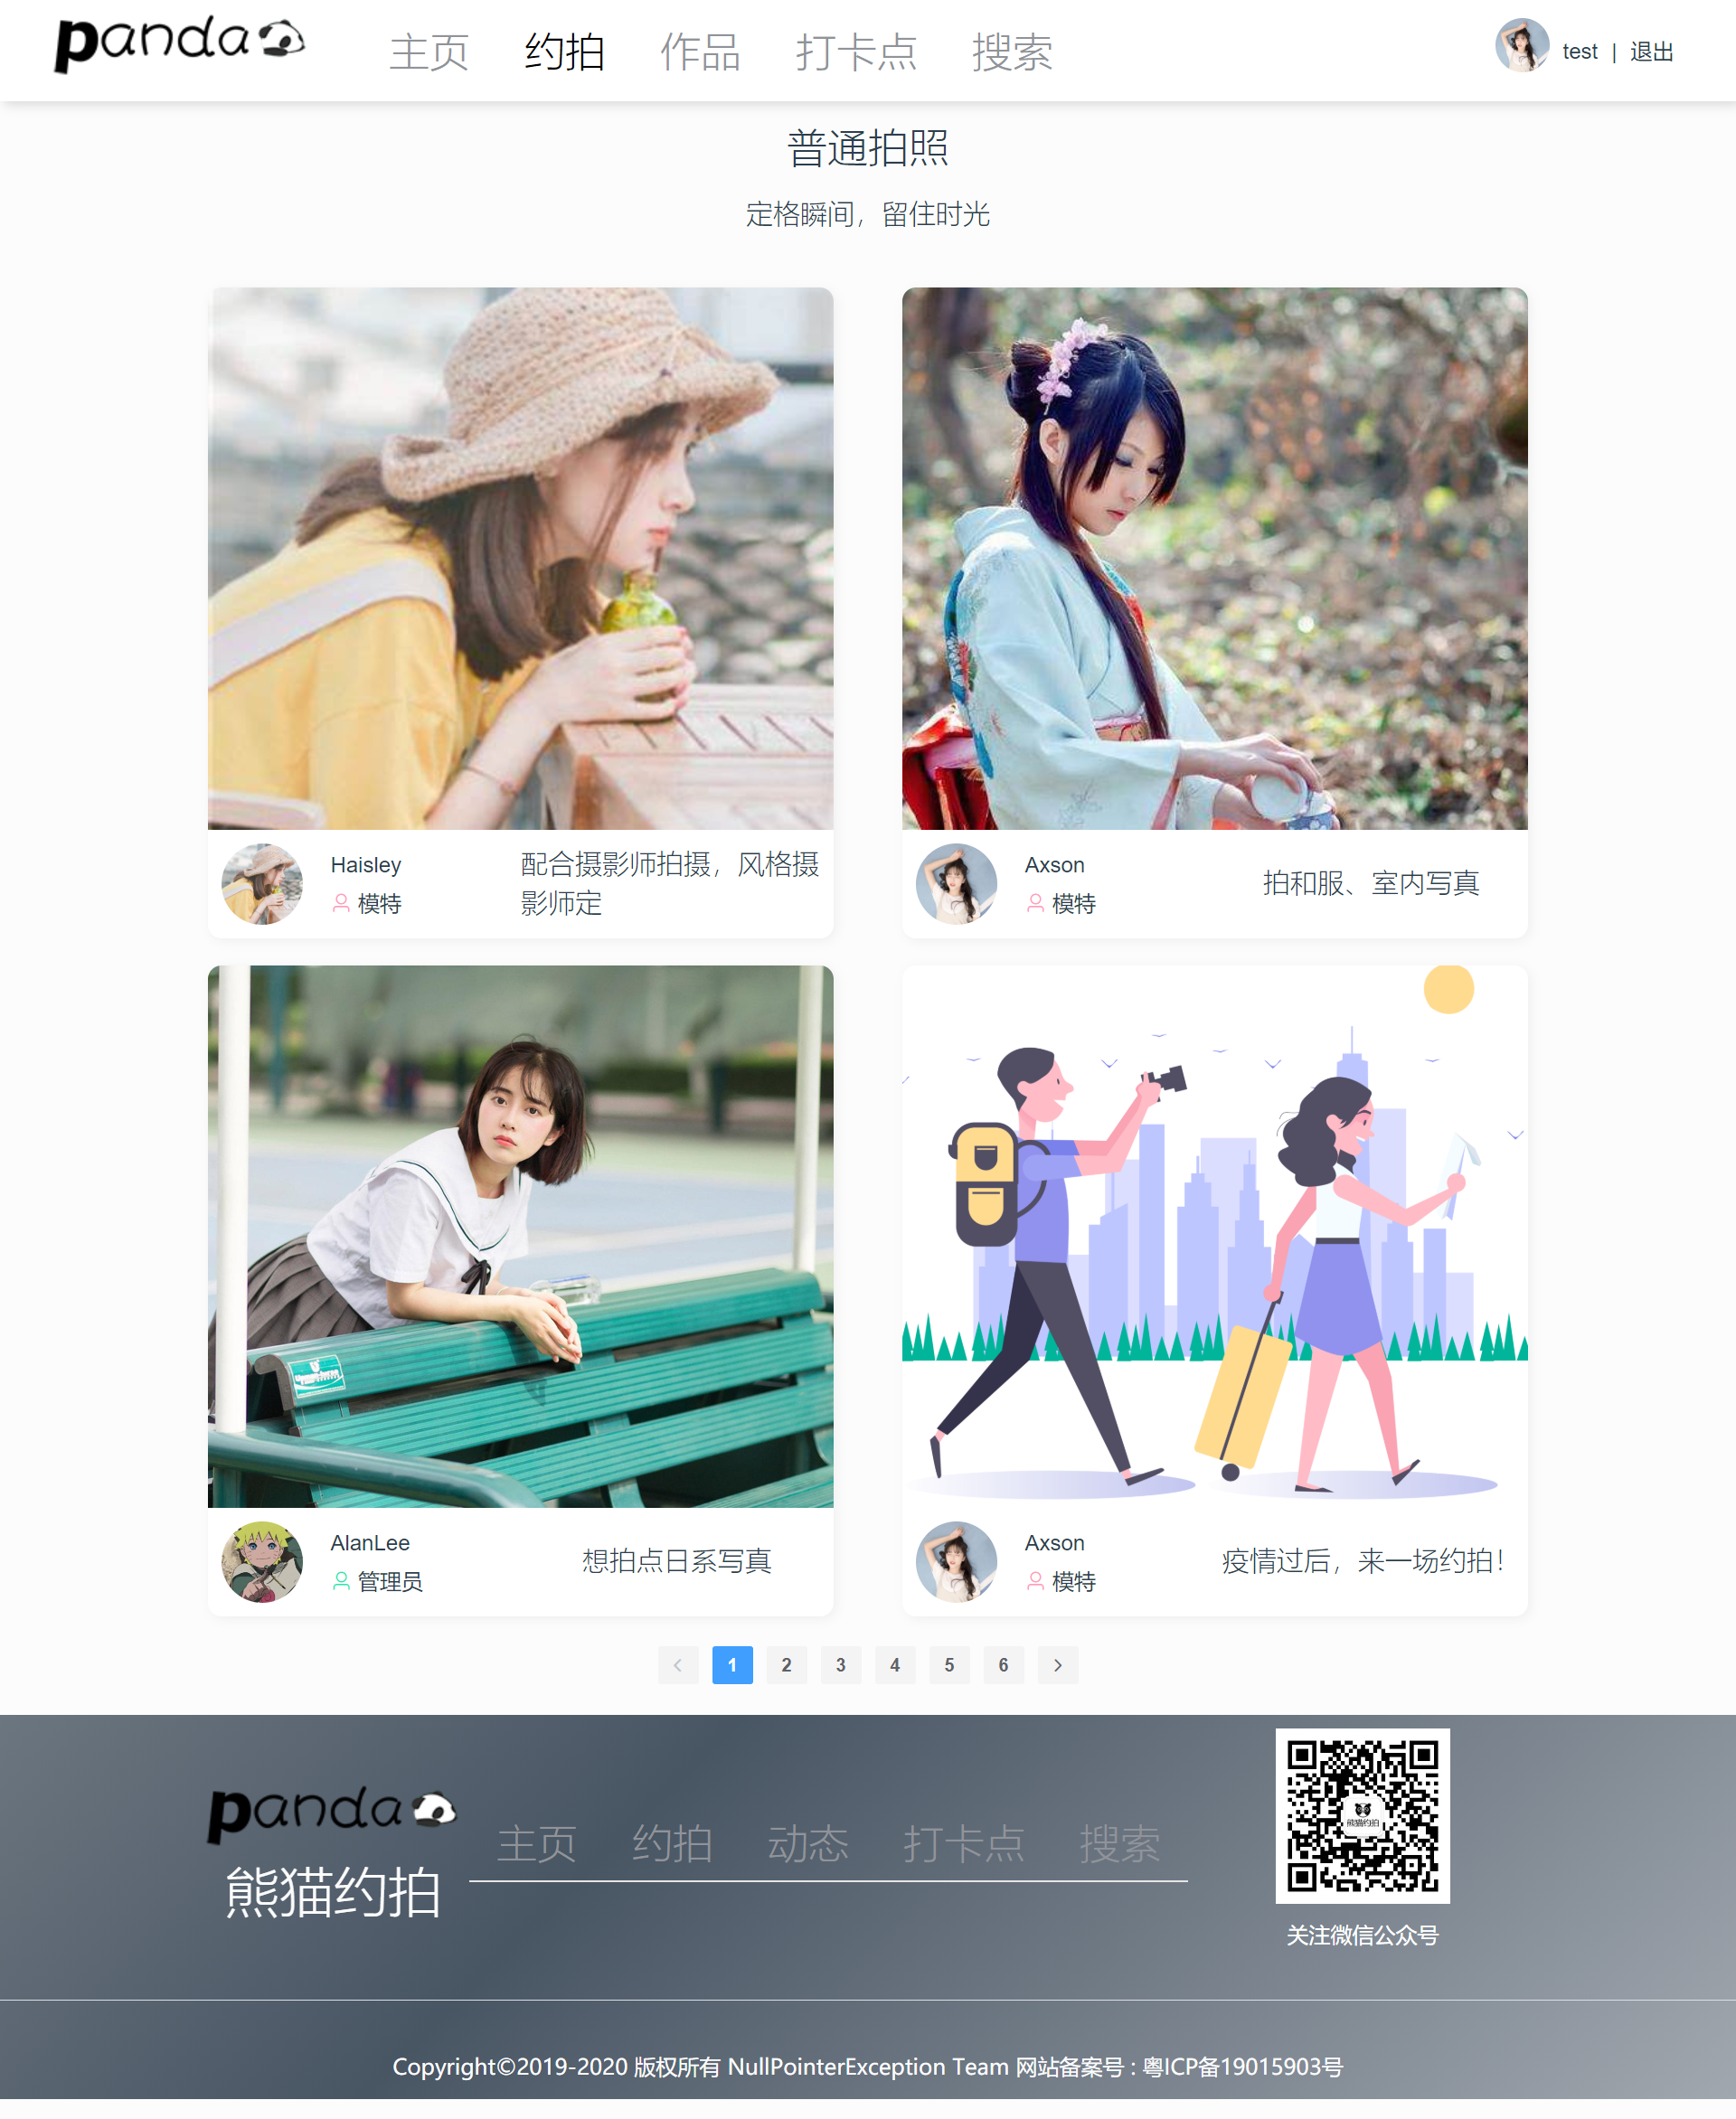 panda
主页 约拍 作品 打卡点 搜索
test | 退出
普通拍照
定格瞬间，留住时光
Haisley
模特
配合摄影师拍摄，风格摄
影师定
Axson
模特
拍和服、室内写真
AlanLee
管理员
想拍点日系写真
Axson
模特
疫情过后，来一场约拍！
1 2 3 4 5 6
panda
熊猫约拍
主页 约拍 动态 打卡点 搜索
熊猫约拍
关注微信公众号
Copyright©2019-2020 版权所有 NullPointerException Team 网站备案号 : 粤ICP备19015903号